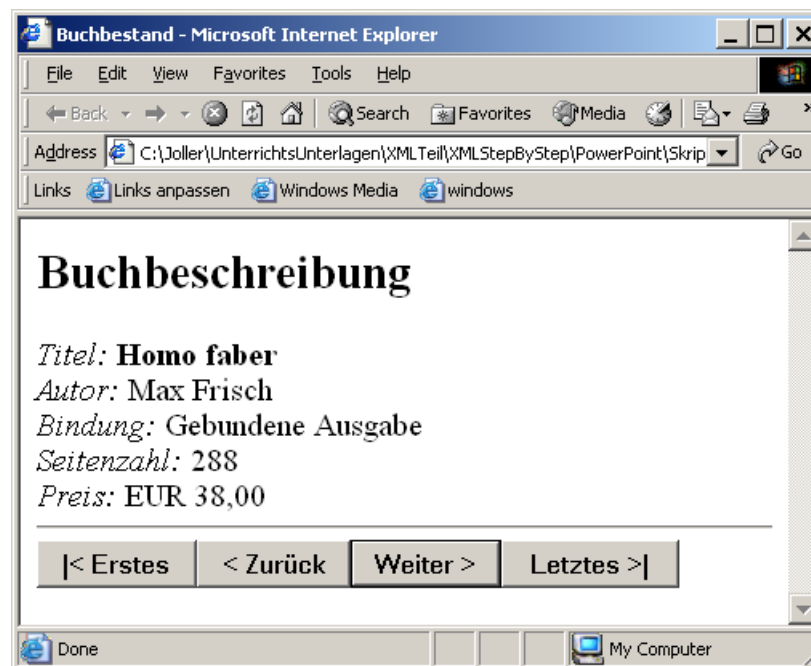 Buchbestand - Microsoft Internet Explorer
File Edit View Favorites Tools Help
Back Search Favorites Media »
Address C:\Joller\UnterrichtsUnterlagen\XMLTeil\XMLStepByStep\PowerPoint\Skrip Go
Links Links anpassen Windows Media windows
Buchbeschreibung
Titel: Homo faber
Autor: Max Frisch
Bindung: Gebundene Ausgabe
Seitenzahl: 288
Preis: EUR 38,00
|< Erstes < Zurück Weiter > Letztes >|
Done My Computer